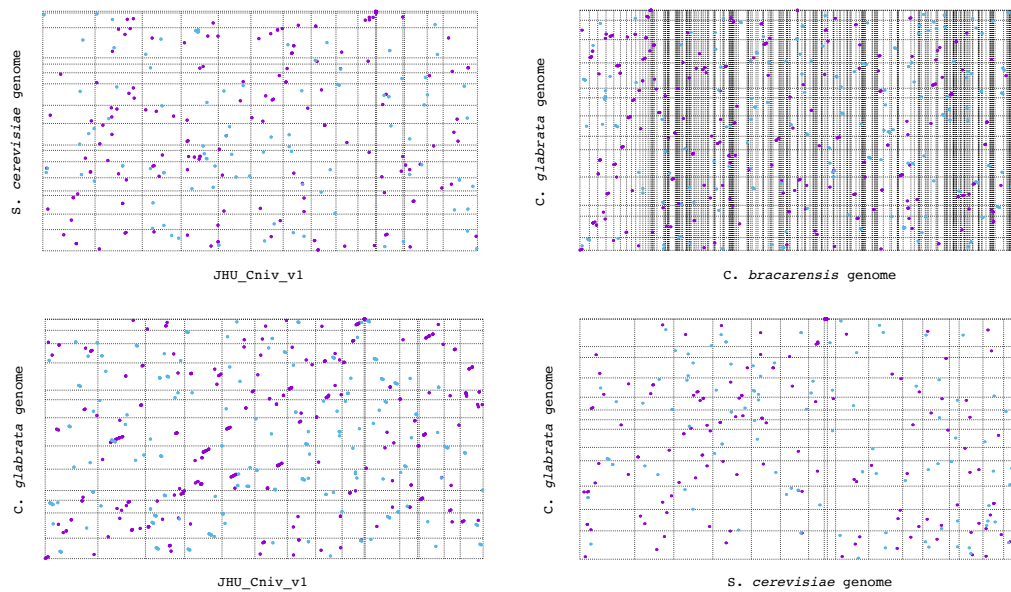 S. cerevisiae genome
JHU_Cniv_v1
C. glabrata genome
C. bracarensis genome
C. glabrata genome
JHU_Cniv_v1
C. glabrata genome
S. cerevisiae genome